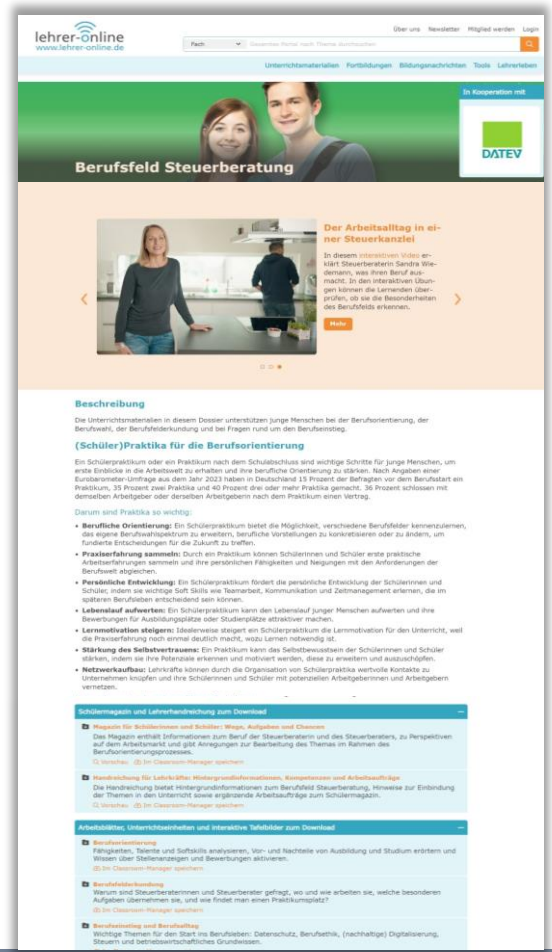 lehrer-online
www.lehrer-online.de
Über uns Newsletter Mitglied werden Login
Fach Gesamtes Portal nach Thema durchsuchen
Unterrichtsmaterialien Fortbildungen Bildungsnachrichten Tools Lehrerleben
In Kooperation mit
DATEV
Berufsfeld Steuerberatung
Der Arbeitsalltag in ei-
ner Steuerkanzlei
In diesem interaktiven Video er-
klärt Steuerberaterin Sandra Wie-
demann, was ihren Beruf aus-
macht. In den interaktiven Übun-
gen können die Lernenden über-
prüfen, ob sie die Besonderheiten
des Berufsfelds erkennen.
Mehr
Beschreibung
Die Unterrichtsmaterialien in diesem Dossier unterstützen junge Menschen bei der Berufsorientierung, der
Berufswahl, der Berufsfelderkundung und bei Fragen rund um den Berufseinstieg.
(Schüler)Praktika für die Berufsorientierung
Ein Schülerpraktikum oder ein Praktikum nach dem Schulabschluss sind wichtige Schritte für junge Menschen, um
erste Einblicke in die Arbeitswelt zu erhalten und ihre berufliche Orientierung zu stärken. Nach Angaben einer
Eurobarometer-Umfrage aus dem Jahr 2023 haben in Deutschland 15 Prozent der Befragten vor dem Berufsstart ein
Praktikum, 35 Prozent zwei Praktika und 40 Prozent drei oder mehr Praktika gemacht. 36 Prozent schlossen mit
demselben Arbeitgeber oder derselben Arbeitgeberin nach dem Praktikum einen Vertrag.
Darum sind Praktika so wichtig:
• Berufliche Orientierung: Ein Schülerpraktikum bietet die Möglichkeit, verschiedene Berufsfelder kennenzulernen,
das eigene Berufswahlspektrum zu erweitern, berufliche Vorstellungen zu konkretisieren oder zu ändern, um
fundierte Entscheidungen für die Zukunft zu treffen.
• Praxiserfahrung sammeln: Durch ein Praktikum können Schülerinnen und Schüler erste praktische
Arbeitserfahrungen sammeln und ihre persönlichen Fähigkeiten und Neigungen mit den Anforderungen der
Berufswelt abgleichen.
• Persönliche Entwicklung: Ein Schülerpraktikum fördert die persönliche Entwicklung der Schülerinnen und
Schüler, indem sie wichtige Soft Skills wie Teamarbeit, Kommunikation und Zeitmanagement erlernen, die im
späteren Berufsleben entscheidend sein können.
• Lebenslauf aufwerten: Ein Schülerpraktikum kann den Lebenslauf junger Menschen aufwerten und ihre
Bewerbungen für Ausbildungsplätze oder Studienplätze attraktiver machen.
• Lernmotivation steigern: Idealerweise steigert ein Schülerpraktikum die Lernmotivation für den Unterricht, weil
die Praxiserfahrung noch einmal deutlich macht, wozu Lernen notwendig ist.
• Stärkung des Selbstvertrauens: Ein Praktikum kann das Selbstbewusstsein der Schülerinnen und Schüler
stärken, indem sie ihre Potenziale erkennen und motiviert werden, diese zu erweitern und auszuschöpfen.
• Netzwerkaufbau: Lehrkräfte können durch die Organisation von Schülerpraktika wertvolle Kontakte zu
Unternehmen knüpfen und ihre Schülerinnen und Schüler mit potenziellen Arbeitgeberinnen und Arbeitgebern
vernetzen.
Schülermagazin und Lehrerhandreichung zum Download
Magazin für Schülerinnen und Schüler: Wege, Aufgaben und Chancen
Das Magazin enthält Informationen zum Beruf der Steuerberaterin und des Steuerberaters, zu Perspektiven
auf dem Arbeitsmarkt und gibt Anregungen zur Bearbeitung des Themas im Rahmen des
Berufsorientierungsprozesses.
Vorschau Im Classroom-Manager speichern
Handreichung für Lehrkräfte: Hintergrundinformationen, Kompetenzen und Arbeitsaufträge
Die Handreichung bietet Hintergrundinformationen zum Berufsfeld Steuerberatung, Hinweise zur Einbindung
der Themen in den Unterricht sowie ergänzende Arbeitsaufträge zum Schülermagazin.
Vorschau Im Classroom-Manager speichern
Arbeitsblätter, Unterrichtseinheiten und interaktive Tafelbilder zum Download
Berufsorientierung
Fähigkeiten, Talente und Softskills analysieren, Vor- und Nachteile von Ausbildung und Studium erörtern und
Wissen über Stellenanzeigen und Bewerbungen aktivieren.
Im Classroom-Manager speichern
Berufsfelderkundung
Warum sind Steuerberaterinnen und Steuerberater gefragt, wo und wie arbeiten sie, welche besonderen
Aufgaben übernehmen sie, und wie findet man einen Praktikumsplatz?
Im Classroom-Manager speichern
Berufseinstieg und Berufsalltag
Wichtige Themen für den Start ins Berufsleben: Datenschutz, Berufsethik, (nachhaltige) Digitalisierung,
Steuern und betriebswirtschaftliches Grundwissen.